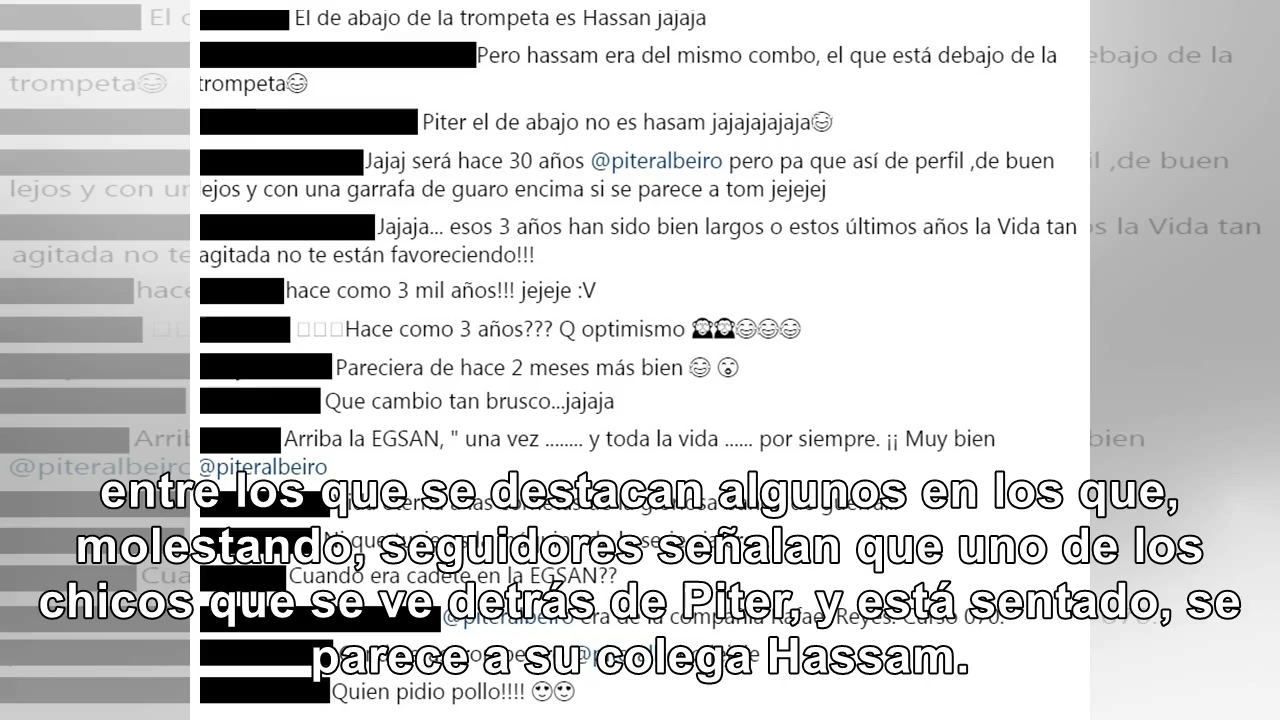 El de abajo de la trompeta es Hassan jajaja
Pero hassam era del mismo combo, el que está debajo de la
trompeta😂
Piter el de abajo no es hasam jajajajajaja😂
Jajaj será hace 30 años @piteralbeiro pero pa que así de perfil ,de buen
lejos y con una garrafa de guaro encima si se parece a tom jejejej
Jajaja... esos 3 años han sido bien largos o estos últimos años la Vida tan
agitada no te están favoreciendo!!!
hace como 3 mil años!!! jejeje :V
Hace como 3 años??? Q optimismo 🙈🙈😂😂😂
Pareciera de hace 2 meses más bien 😂 😲
Que cambio tan brusco...jajaja
Arriba la EGSAN, " una vez ........ y toda la vida ...... por siempre. ¡¡ Muy bien
@piteralbeiro
Cuando era cadete en la EGSAN??
@piteralbeiro era de la compañía Rafael Reyes. Curso 070.
Quien pidio pollo!!!! 🙂🙂
entre los que se destacan algunos en los que,
molestando, seguidores señalan que uno de los
chicos que se ve detrás de Piter, y está sentado, se
parece a su colega Hassam.